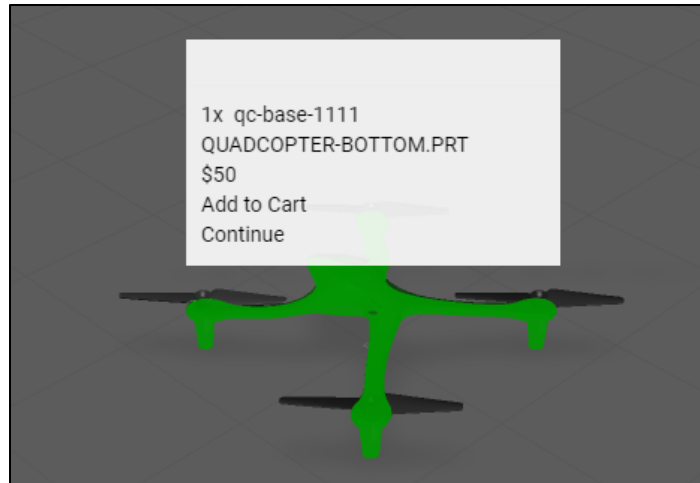 1x  qc-base-1111
QUADCOPTER-BOTTOM.PRT
$50
Add to Cart
Continue